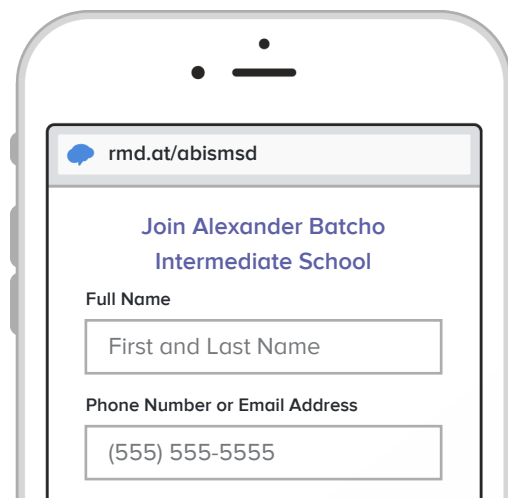 rmd.at/abismsd
Join Alexander Batcho
Intermediate School
Full Name
First and Last Name
Phone Number or Email Address
(555) 555-5555